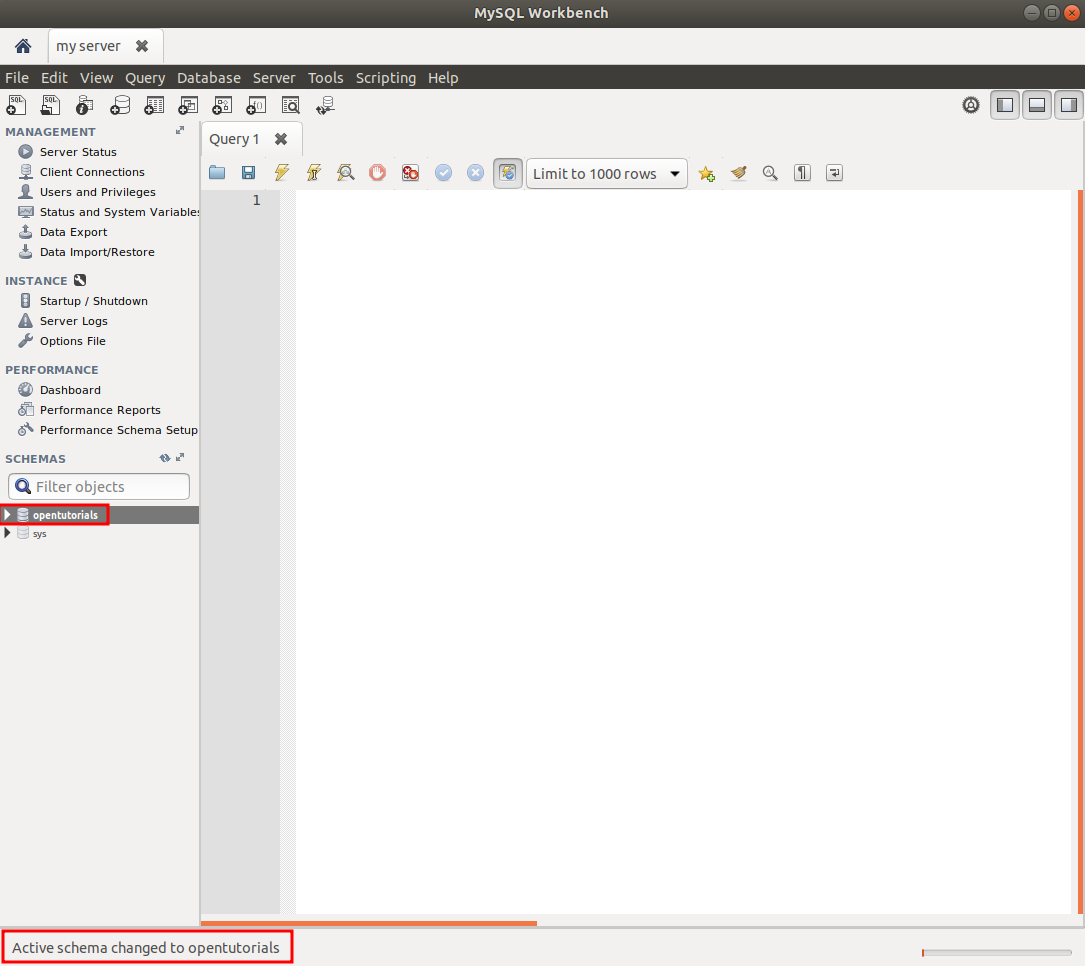 MySQL Workbench
my server
File Edit View Query Database Server Tools Scripting Help
MANAGEMENT
Server Status
Client Connections
Users and Privileges
Status and System Variables
Data Export
Data Import/Restore
INSTANCE
Startup / Shutdown
Server Logs
Options File
PERFORMANCE
Dashboard
Performance Reports
Performance Schema Setup
SCHEMAS
Filter objects
opentutorials
sys
Query 1
Limit to 1000 rows
1
Active schema changed to opentutorials